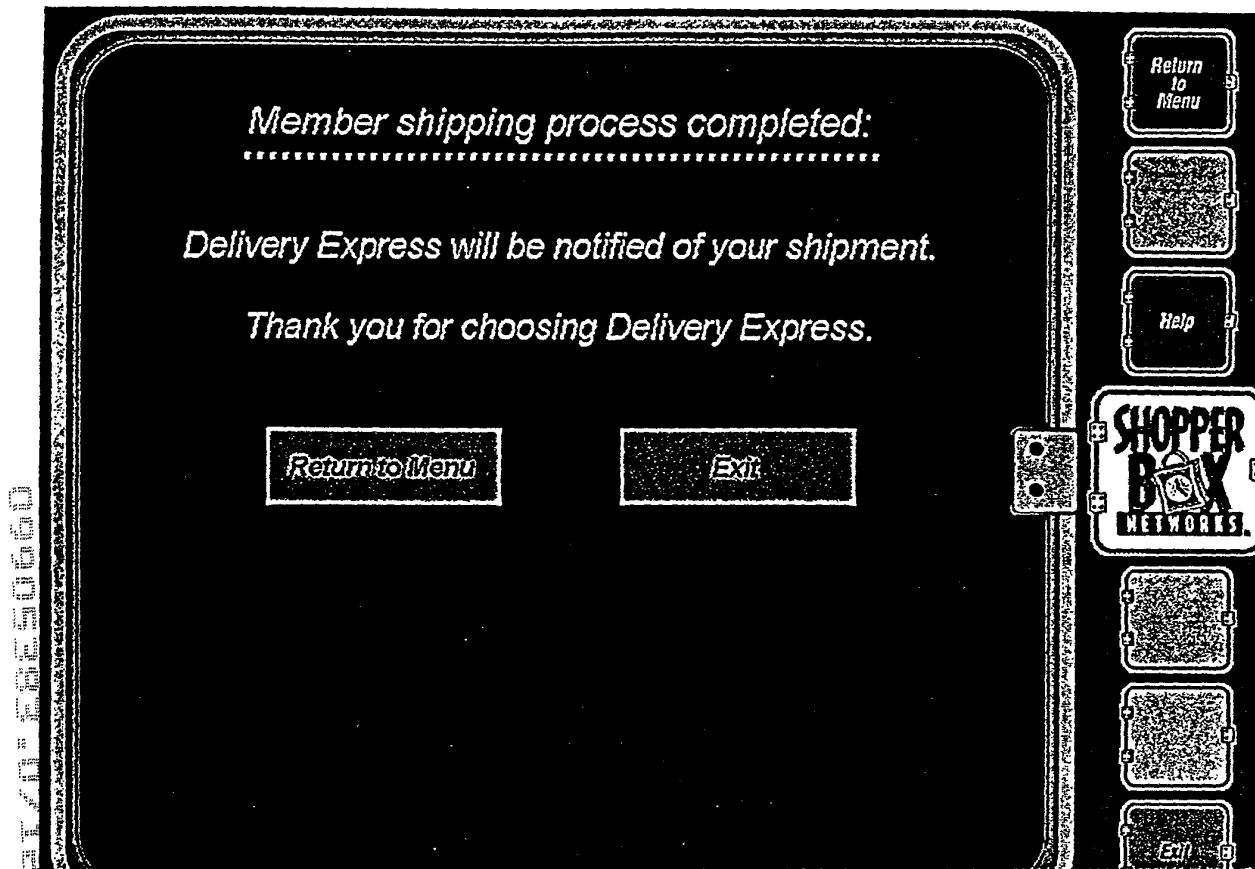 Member shipping process completed:
Delivery Express will be notified of your shipment.
Thank you for choosing Delivery Express.
Return to Menu
Exit
Return
to
Menu
Help
SHOPPER
BOX
NETWORKS
Exit